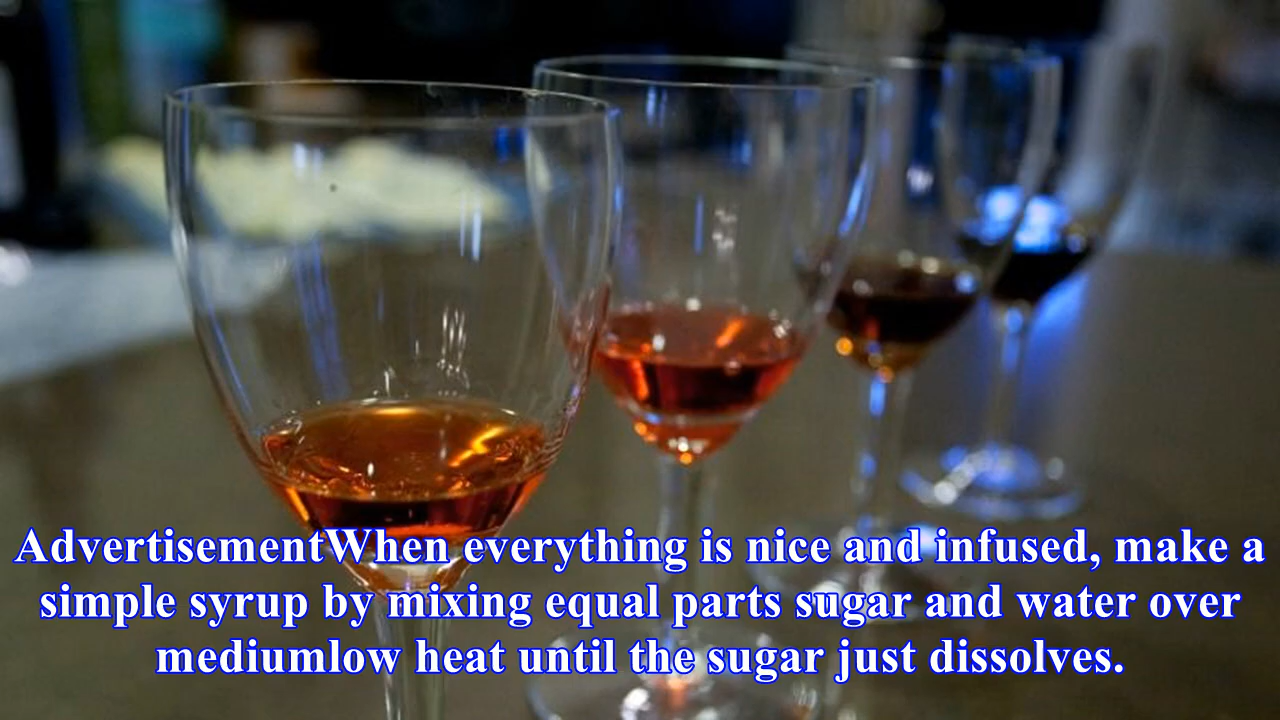 AdvertisementWhen everything is nice and infused, make a
simple syrup by mixing equal parts sugar and water over
mediumlow heat until the sugar just dissolves.